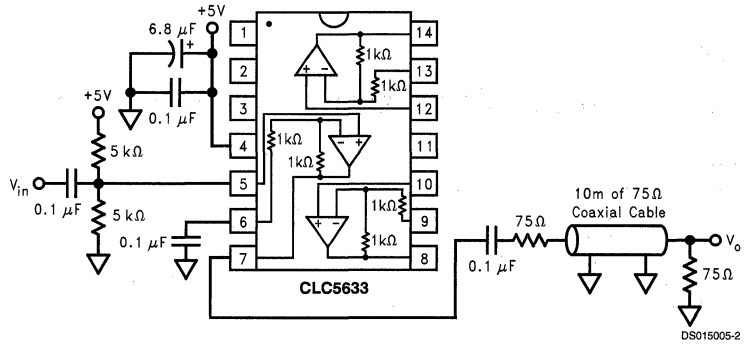 +5V
6.8 μF
+
0.1 μF
+5V
5 kΩ
Vin
0.1 μF
5 kΩ
0.1 μF
1
2
3
4
5
6
7
14
13
12
11
10
9
8
1kΩ
1kΩ
+ −
1kΩ
1kΩ
− +
1kΩ
1kΩ
+ −
CLC5633
0.1 μF
75Ω
10m of 75Ω
Coaxial Cable
Vo
75Ω
DS015005-2